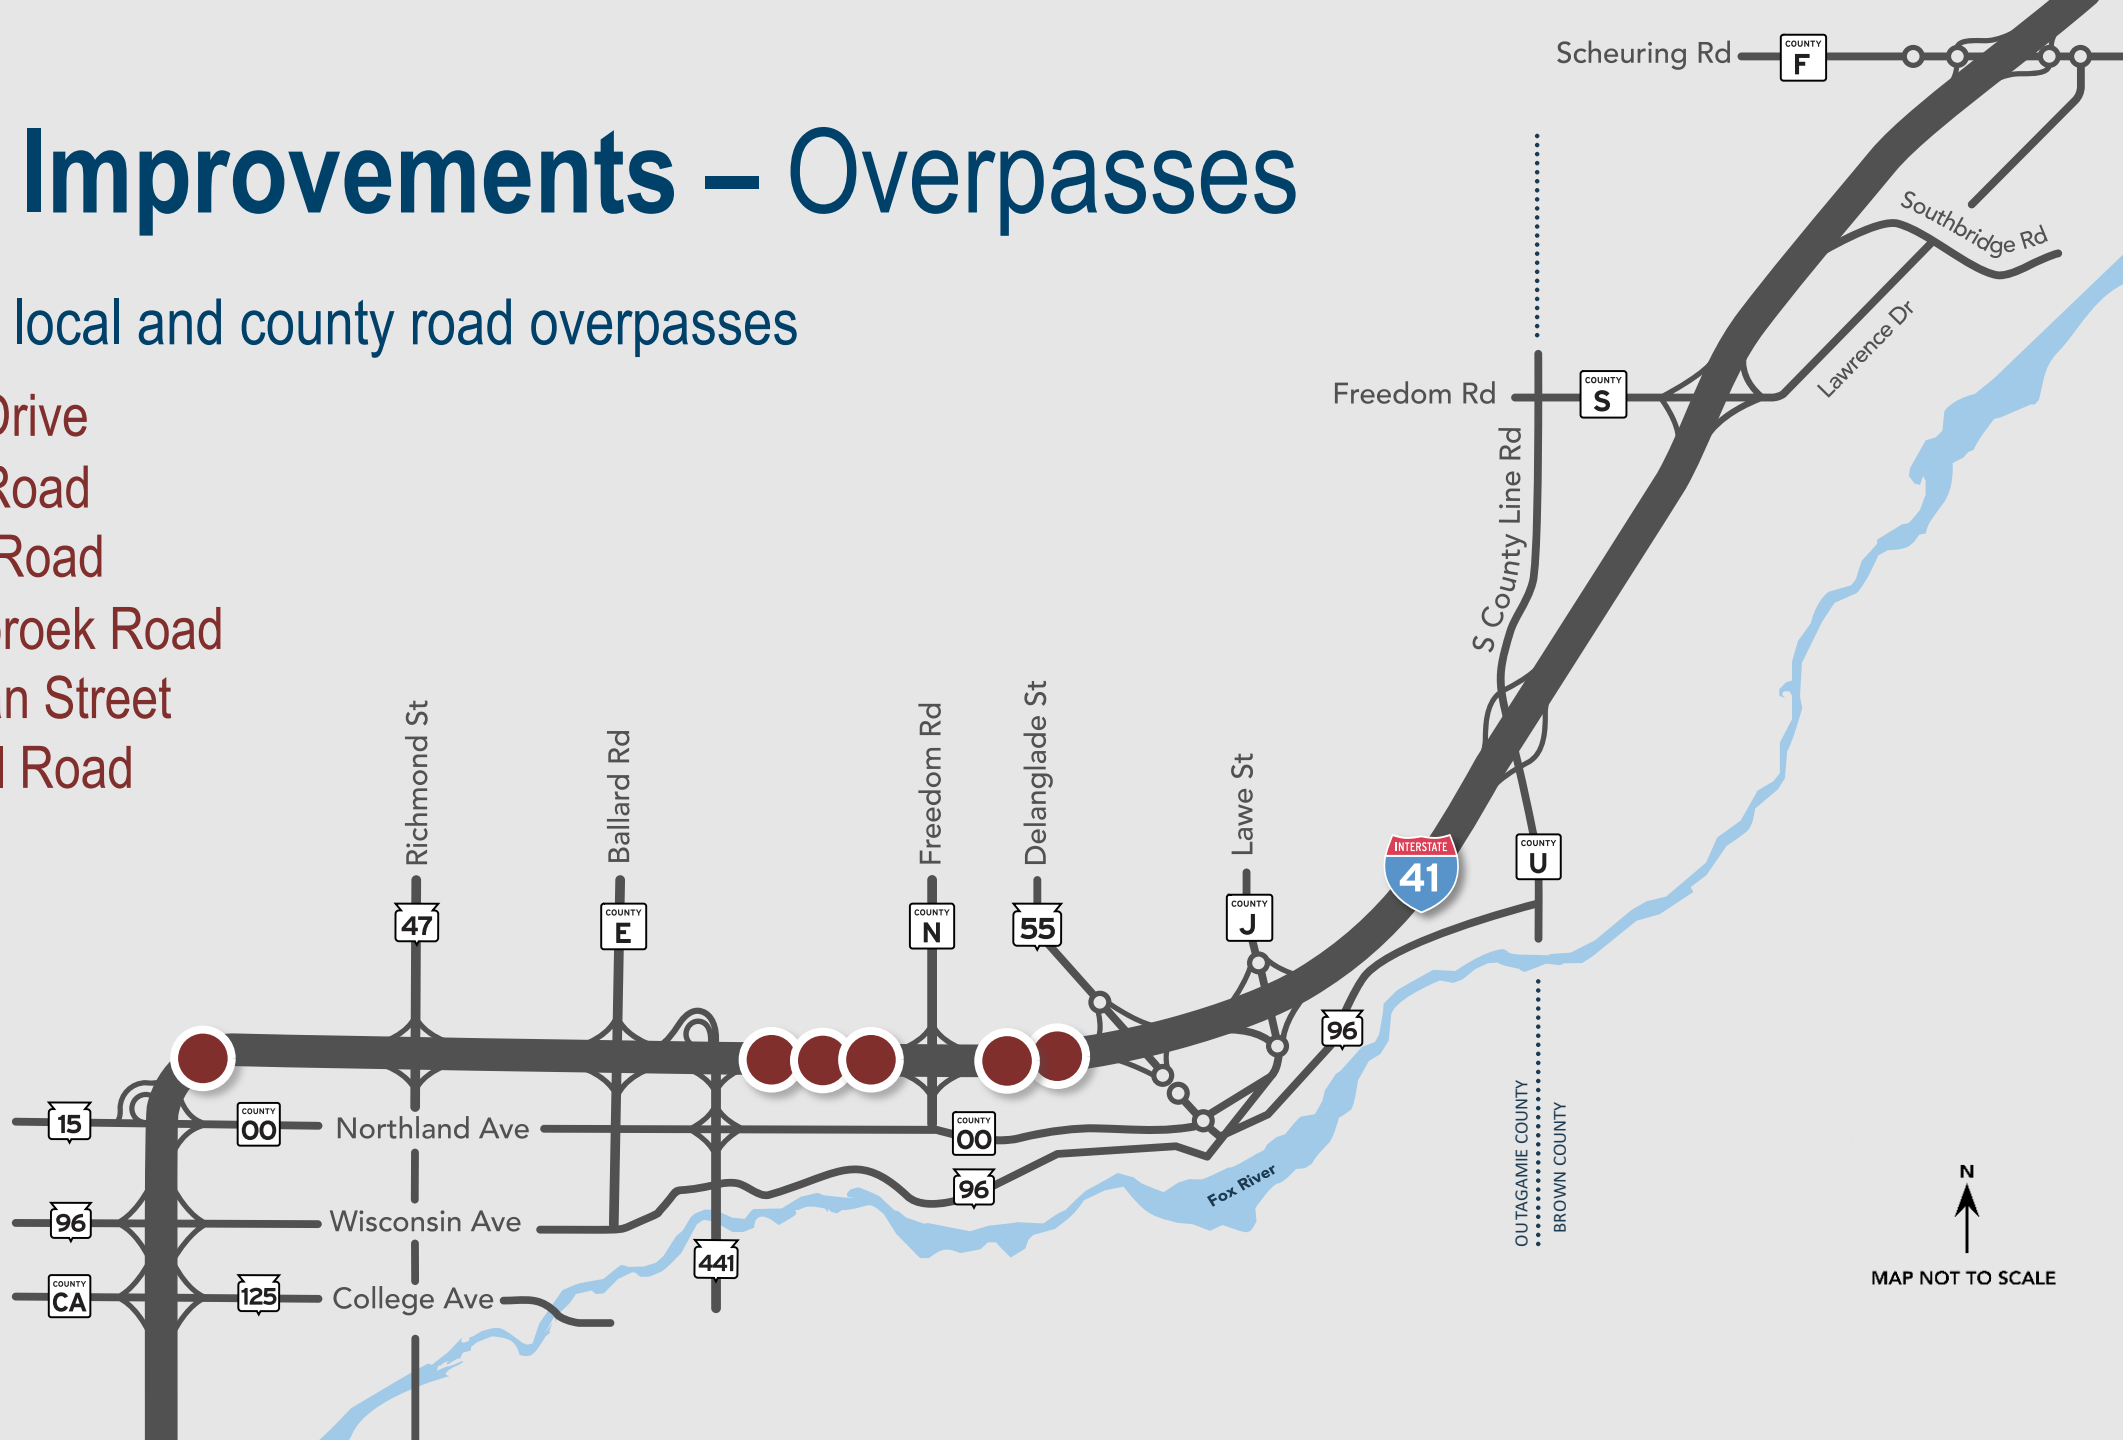 Scheuring Rd
COUNTY
F
Improvements – Overpasses
Southbridge Rd
local and county road overpasses
Lawrence Dr
Freedom Rd
COUNTY
S
Drive
Road
Road
broek Road
an Street
Road
S County Line Rd
Richmond St
Ballard Rd
Freedom Rd
Delanglade St
Lawe St
INTERSTATE
41
COUNTY
U
47
COUNTY
E
COUNTY
N
55
COUNTY
J
96
15
COUNTY
OO
Northland Ave
COUNTY
OO
96
Wisconsin Ave
96
Fox River
441
COUNTY
CA
125
College Ave
OUTAGAMIE COUNTY
BROWN COUNTY
N
MAP NOT TO SCALE